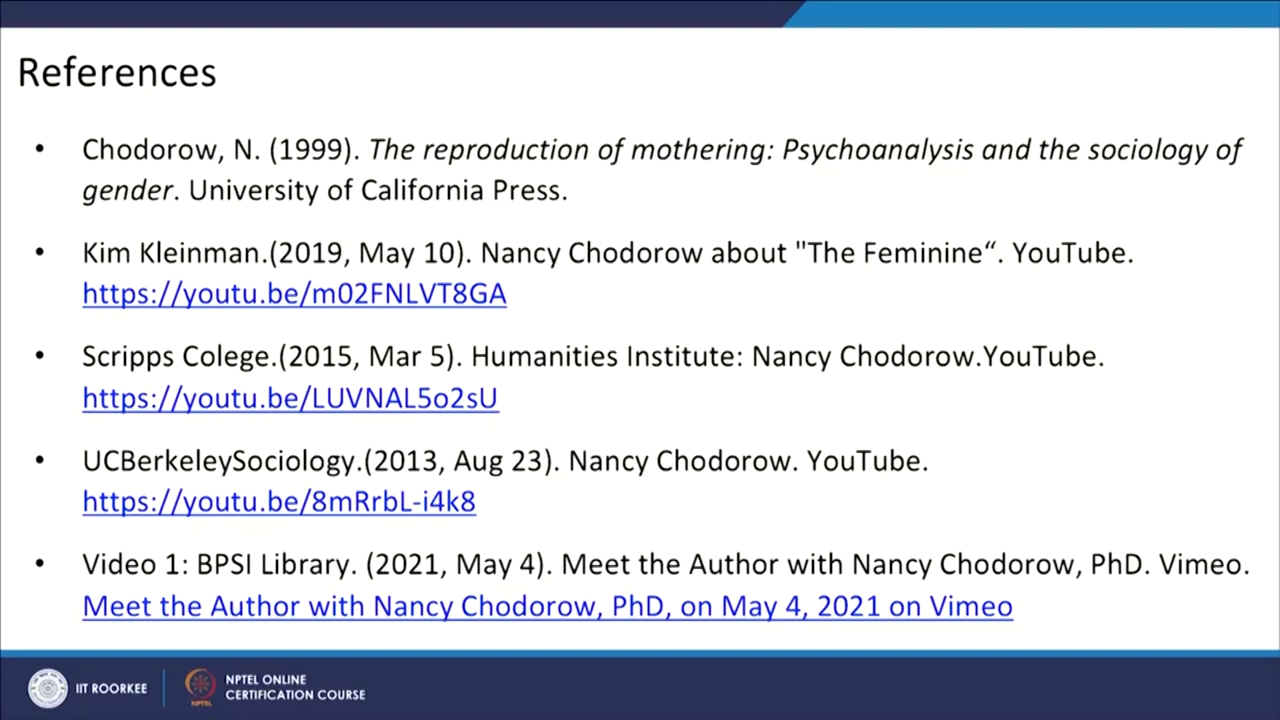 References
• Chodorow, N. (1999). The reproduction of mothering: Psychoanalysis and the sociology of
gender. University of California Press.
• Kim Kleinman.(2019, May 10). Nancy Chodorow about "The Feminine“. YouTube.
https://youtu.be/m02FNLVT8GA
• Scripps Colege.(2015, Mar 5). Humanities Institute: Nancy Chodorow.YouTube.
https://youtu.be/LUVNAL5o2sU
• UCBerkeleySociology.(2013, Aug 23). Nancy Chodorow. YouTube.
https://youtu.be/8mRrbL-i4k8
• Video 1: BPSI Library. (2021, May 4). Meet the Author with Nancy Chodorow, PhD. Vimeo.
Meet the Author with Nancy Chodorow, PhD, on May 4, 2021 on Vimeo
IIT ROORKEE
NPTEL
NPTEL ONLINE
CERTIFICATION COURSE